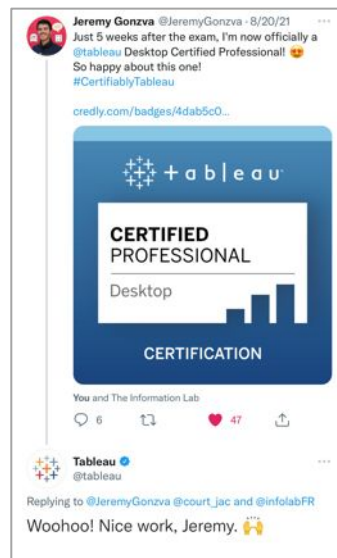 Jeremy Gonzva @JeremyGonzva · 8/20/21
Just 5 weeks after the exam, I'm now officially a
@tableau Desktop Certified Professional! 😍
So happy about this one!
#CertifiablyTableau
credly.com/badges/4dab5c0...
+ a b l e a u
CERTIFIED
PROFESSIONAL
Desktop
CERTIFICATION
You and The Information Lab
6
47
Tableau
@tableau
Replying to @JeremyGonzva @court_jac and @infolabFR
Woohoo! Nice work, Jeremy. 🙌